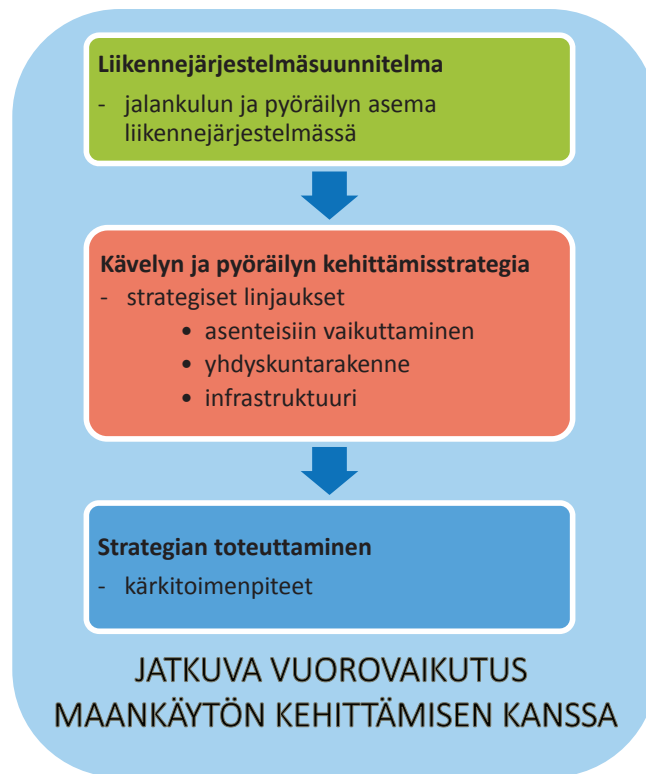 Liikennejärjestelmäsuunnitelma
- jalankulun ja pyöräilyn asema
liikennejärjestelmässä
Kävelyn ja pyöräilyn kehittämisstrategia
- strategiset linjaukset
• asenteisiin vaikuttaminen
• yhdyskuntarakenne
• infrastruktuuri
Strategian toteuttaminen
- kärkitoimenpiteet
JATKUVA VUOROVAIKUTUS
MAANKÄYTÖN KEHITTÄMISEN KANSSA